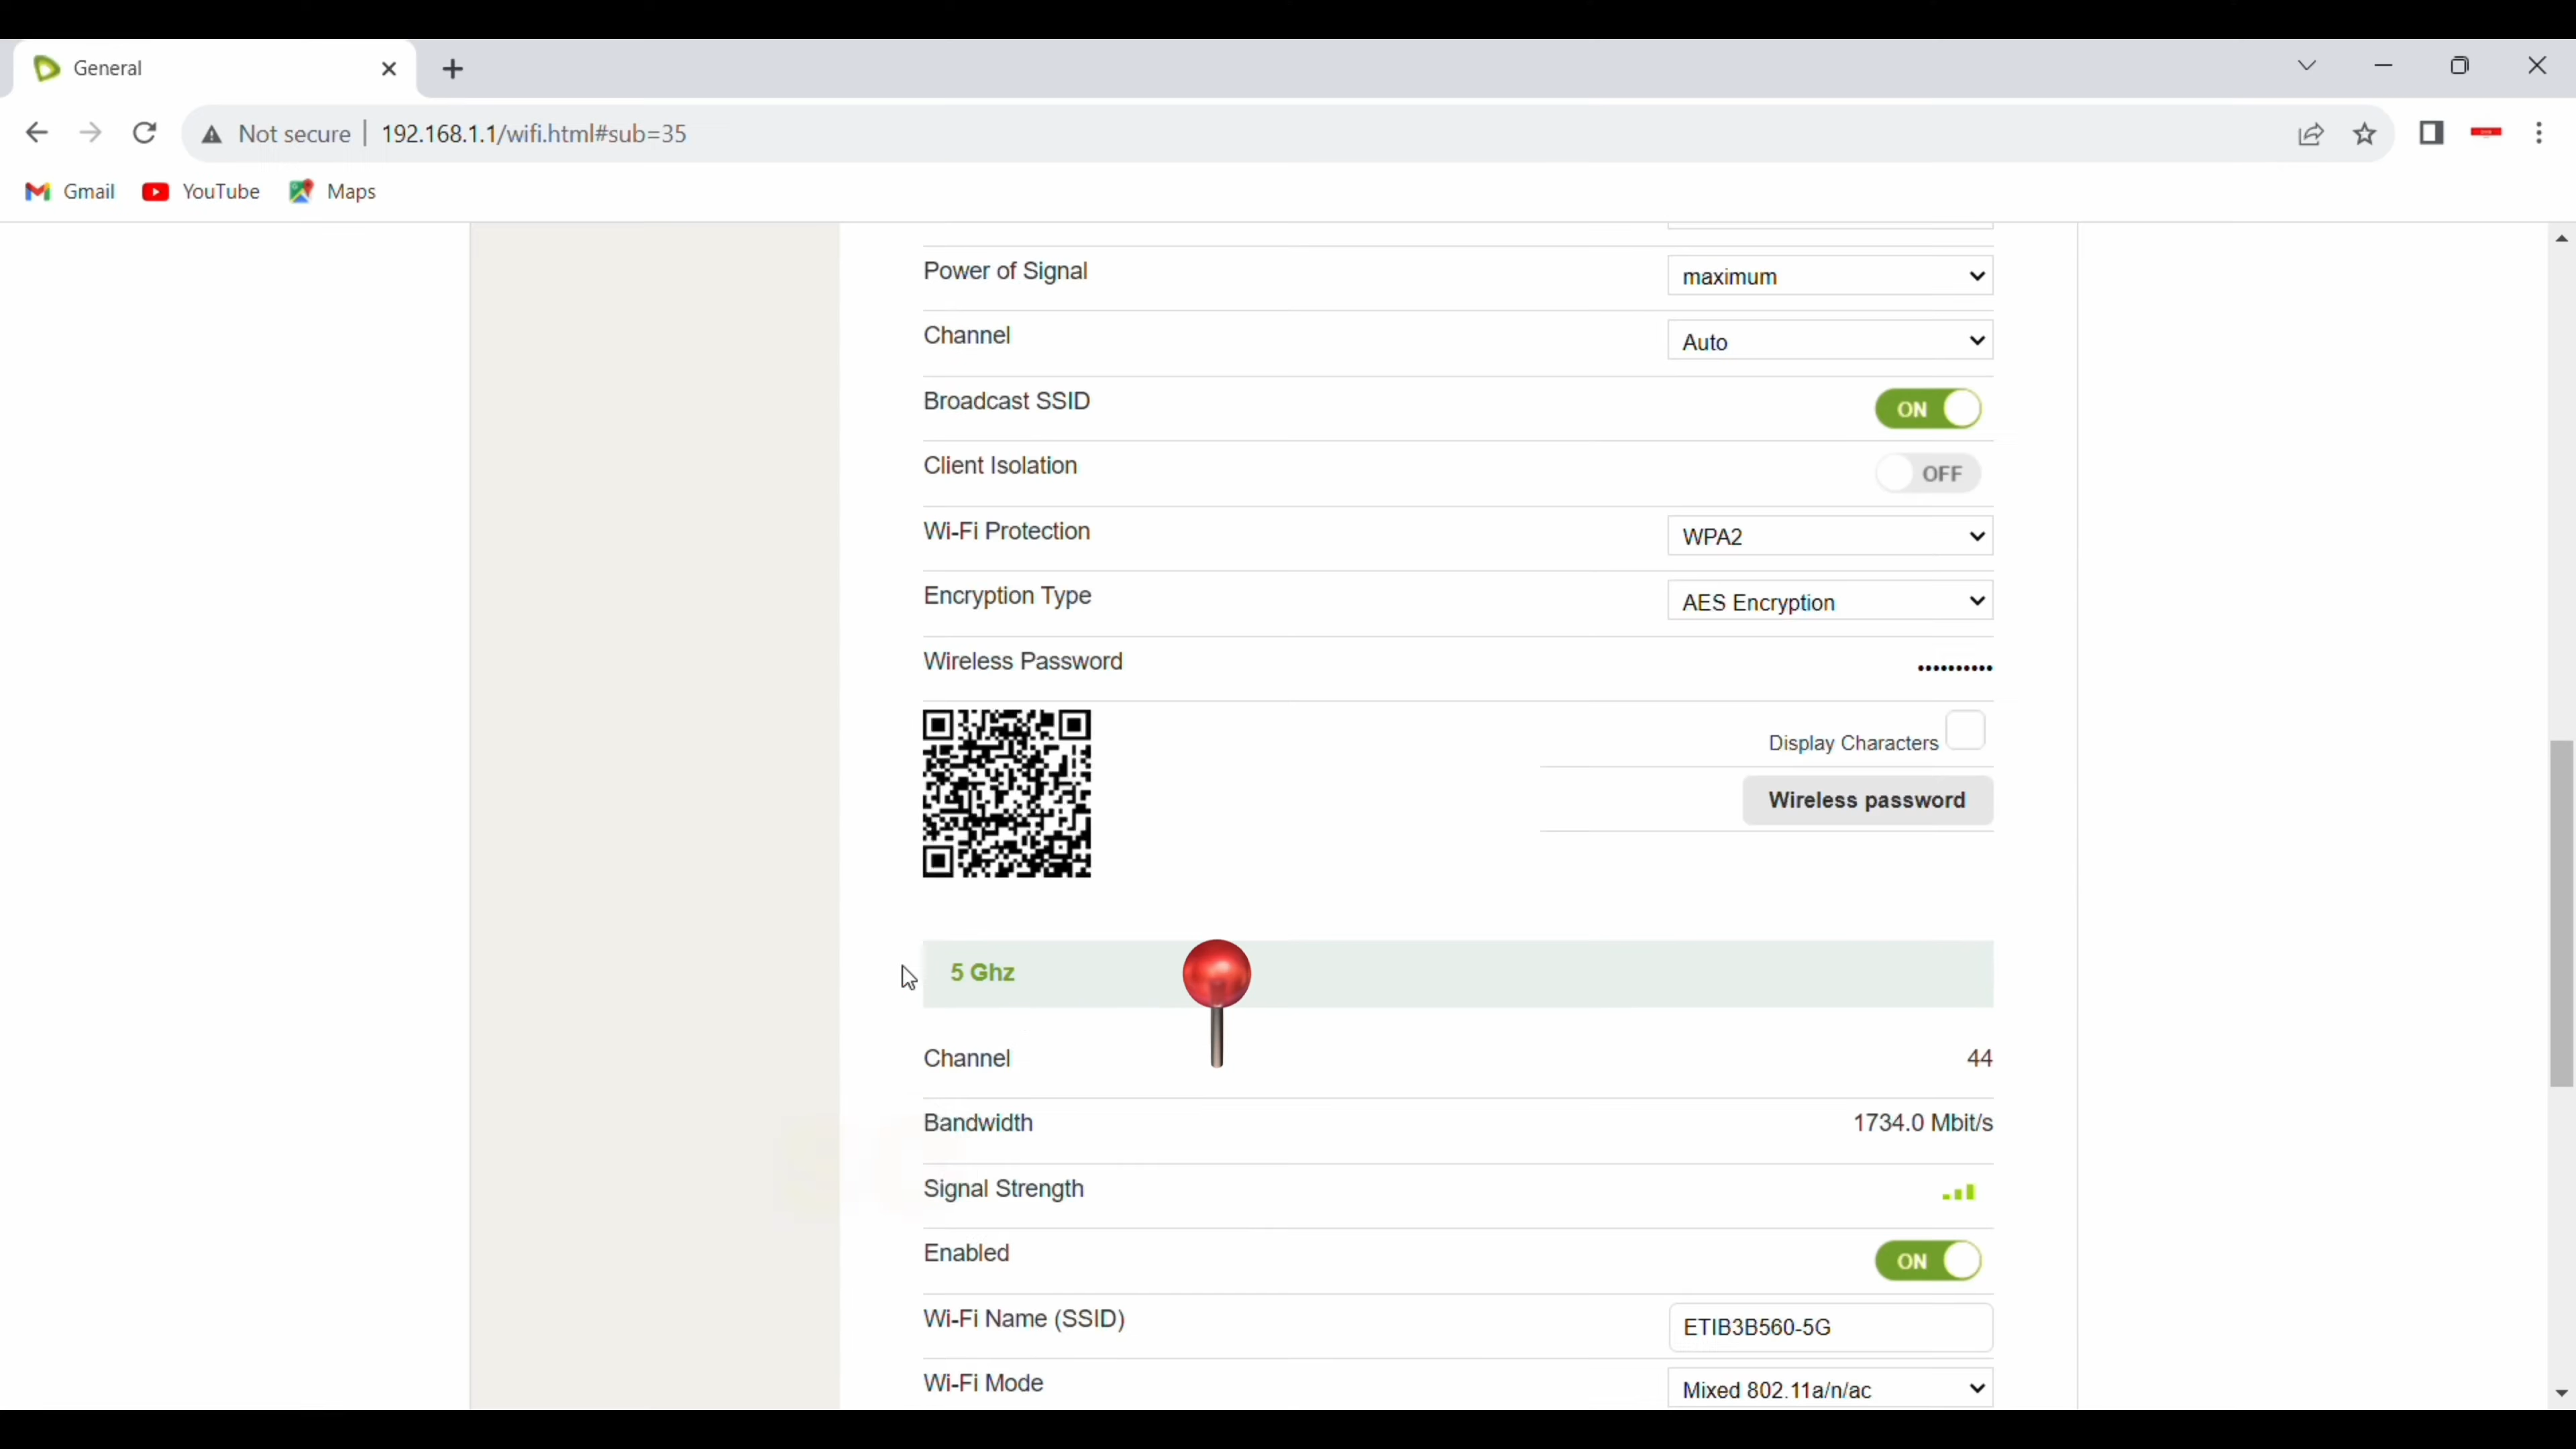 General
Not secure
192.168.1.1/wifi.html#sub=35
Gmail YouTube Maps
Power of Signal maximum
Channel Auto
Broadcast SSID ON
Client Isolation OFF
Wi-Fi Protection WPA2
Encryption Type AES Encryption
Wireless Password ••••••••••
Display Characters
Wireless password
5 Ghz
Channel 44
Bandwidth 1734.0 Mbit/s
Signal Strength
Enabled ON
Wi-Fi Name (SSID) ETIB3B560-5G
Wi-Fi Mode Mixed 802.11a/n/ac